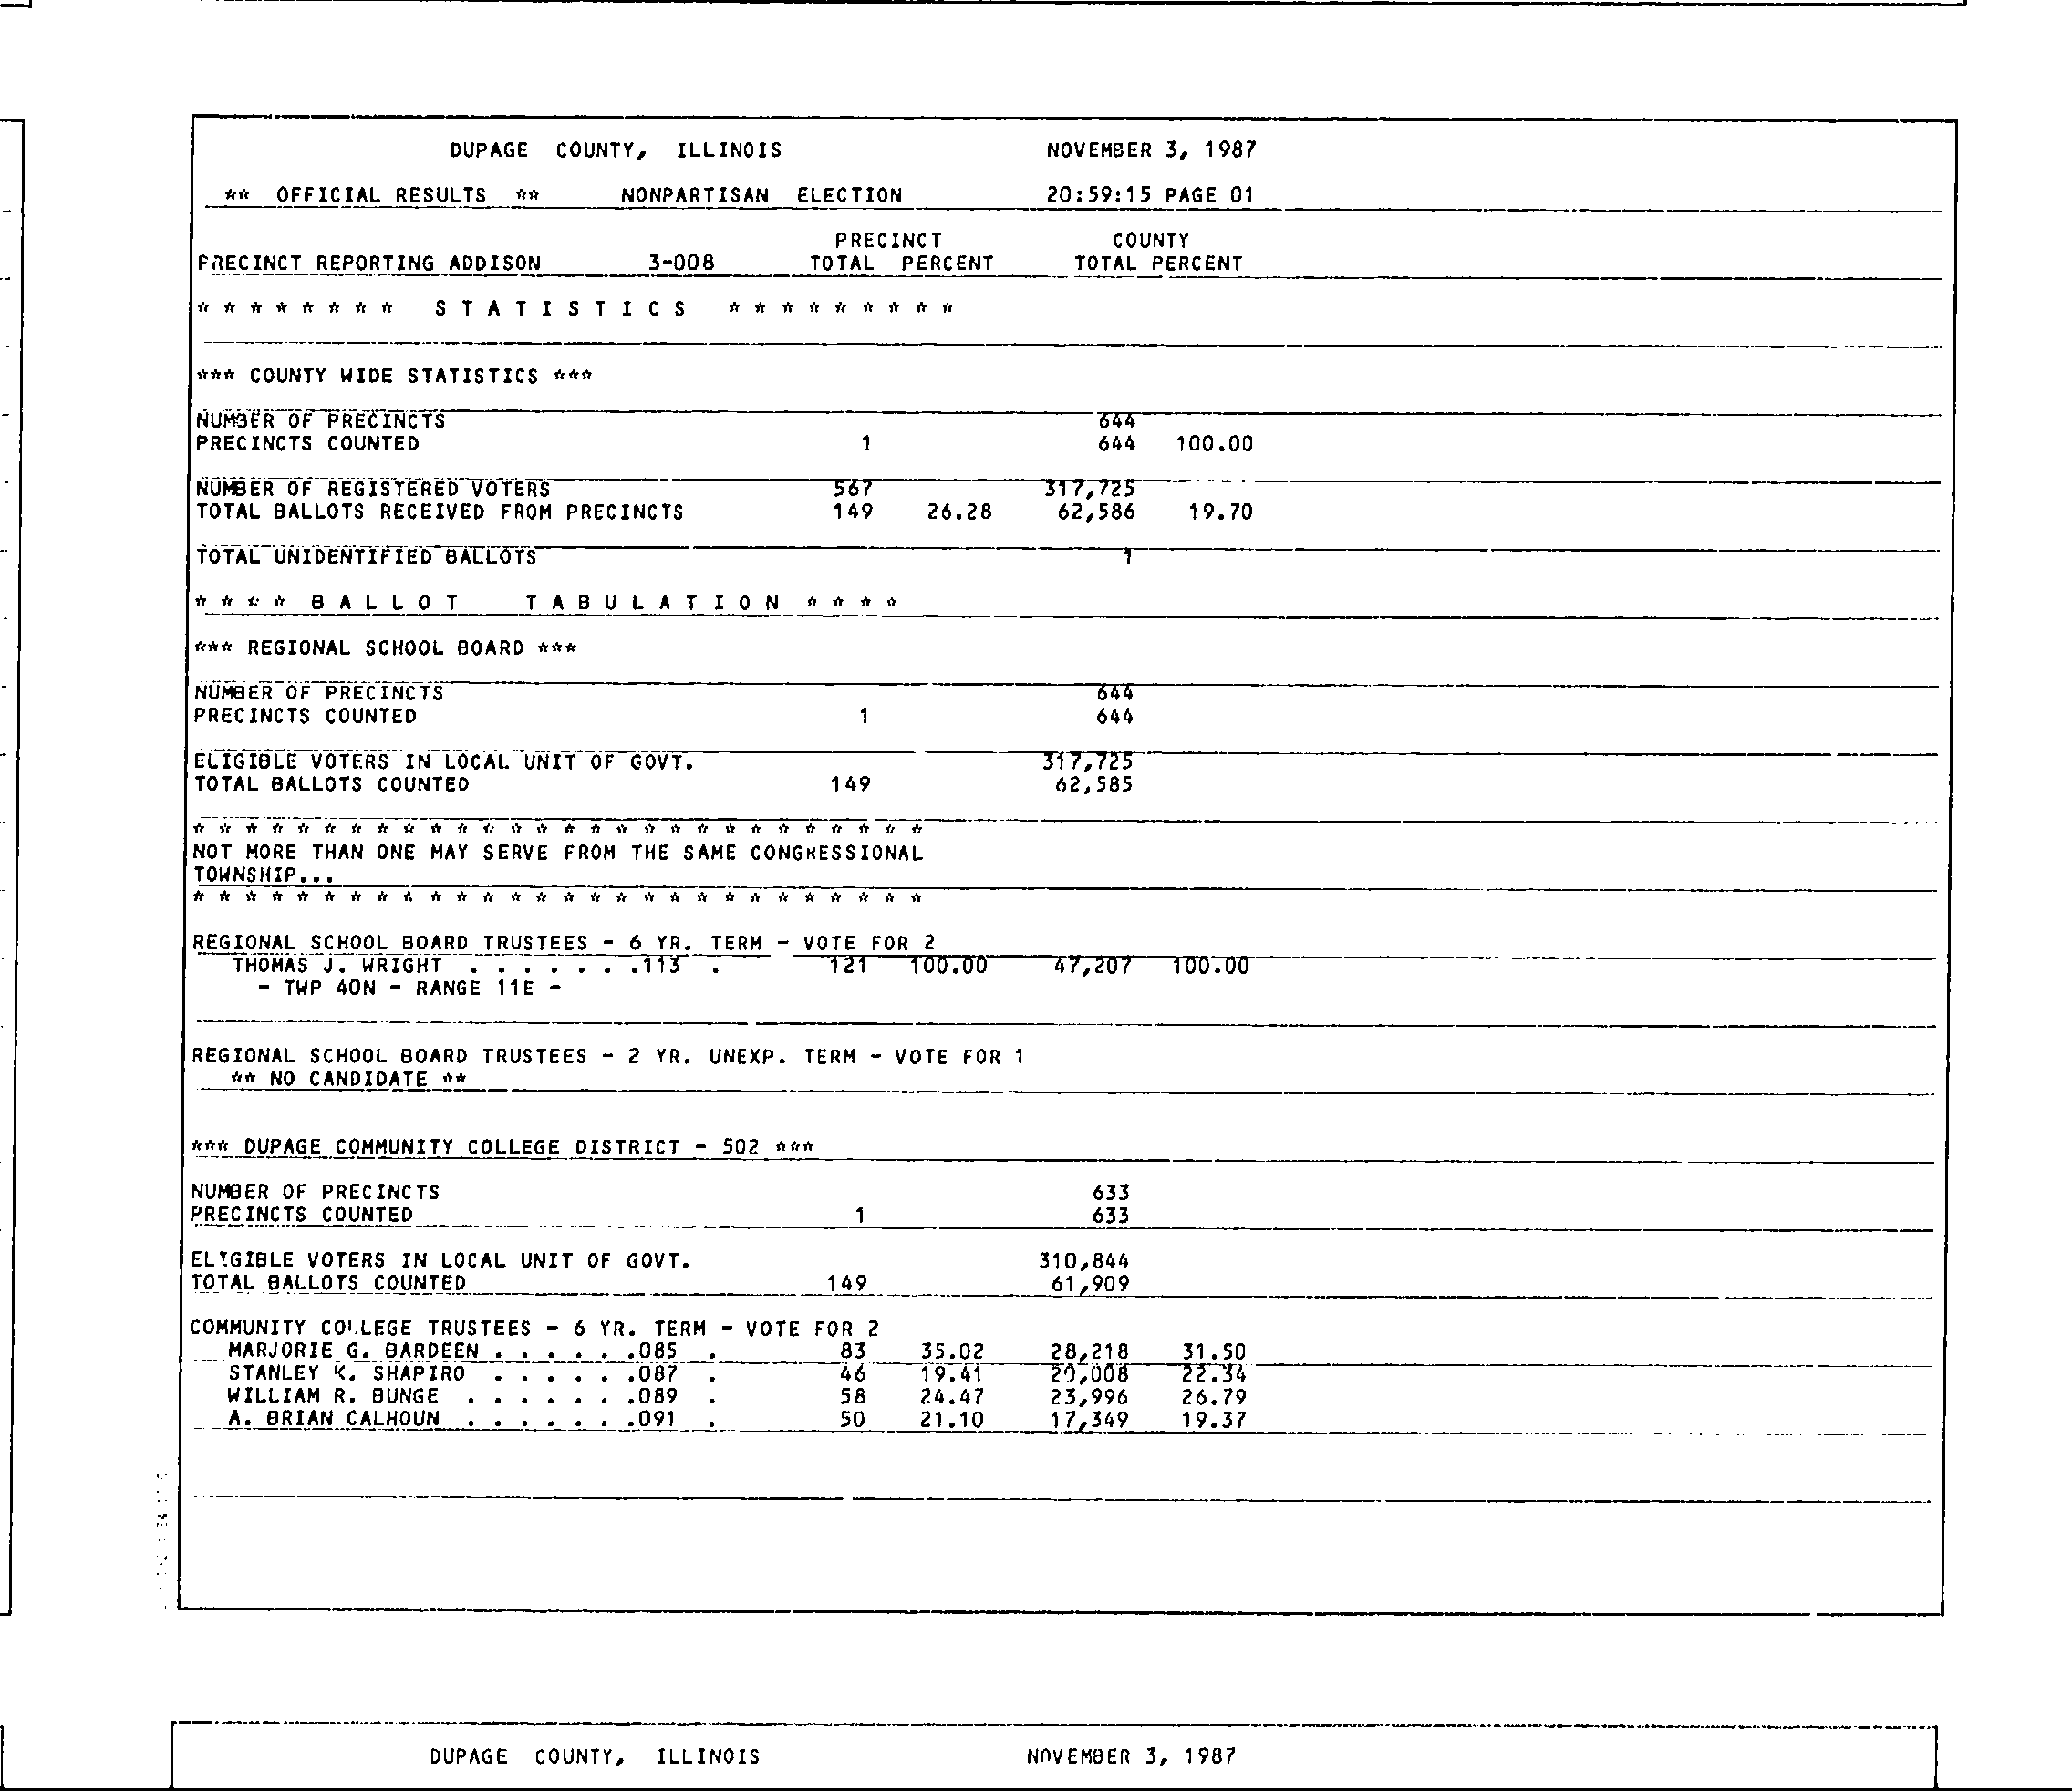 DUPAGE COUNTY, ILLINOIS NOVEMBER 3, 1987
** OFFICIAL RESULTS ** NONPARTISAN ELECTION 20:59:15 PAGE 01
PRECINCT COUNTY
PRECINCT REPORTING ADDISON 3-008 TOTAL PERCENT TOTAL PERCENT
* * * * * * * * S T A T I S T I C S * * * * * * * * *
*** COUNTY WIDE STATISTICS ***
NUMBER OF PRECINCTS 644
PRECINCTS COUNTED 1 644 100.00
NUMBER OF REGISTERED VOTERS 567 317,725
TOTAL BALLOTS RECEIVED FROM PRECINCTS 149 26.28 62,586 19.70
TOTAL UNIDENTIFIED BALLOTS 1
* * * * B A L L O T T A B U L A T I O N * * * *
*** REGIONAL SCHOOL BOARD ***
NUMBER OF PRECINCTS 644
PRECINCTS COUNTED 1 644
ELIGIBLE VOTERS IN LOCAL UNIT OF GOVT. 317,725
TOTAL BALLOTS COUNTED 149 62,585
* * * * * * * * * * * * * * * * * * * * * * * * * * * *
NOT MORE THAN ONE MAY SERVE FROM THE SAME CONGRESSIONAL
TOWNSHIP...
* * * * * * * * * * * * * * * * * * * * * * * * * * * *
REGIONAL SCHOOL BOARD TRUSTEES - 6 YR. TERM - VOTE FOR 2
THOMAS J. WRIGHT . . . . . . .113 . 121 100.00 47,207 100.00
- TWP 40N - RANGE 11E -
REGIONAL SCHOOL BOARD TRUSTEES - 2 YR. UNEXP. TERM - VOTE FOR 1
** NO CANDIDATE **
*** DUPAGE COMMUNITY COLLEGE DISTRICT - 502 ***
NUMBER OF PRECINCTS 633
PRECINCTS COUNTED 1 633
ELIGIBLE VOTERS IN LOCAL UNIT OF GOVT. 310,844
TOTAL BALLOTS COUNTED 149 61,909
COMMUNITY COLLEGE TRUSTEES - 6 YR. TERM - VOTE FOR 2
MARJORIE G. BARDEEN . . . . . .085 . 83 35.02 28,218 31.50
STANLEY K. SHAPIRO . . . . . .087 . 46 19.41 20,008 22.34
WILLIAM R. BUNGE . . . . . . .089 . 58 24.47 23,996 26.79
A. BRIAN CALHOUN . . . . . . .091 . 50 21.10 17,349 19.37
DUPAGE COUNTY, ILLINOIS NOVEMBER 3, 1987